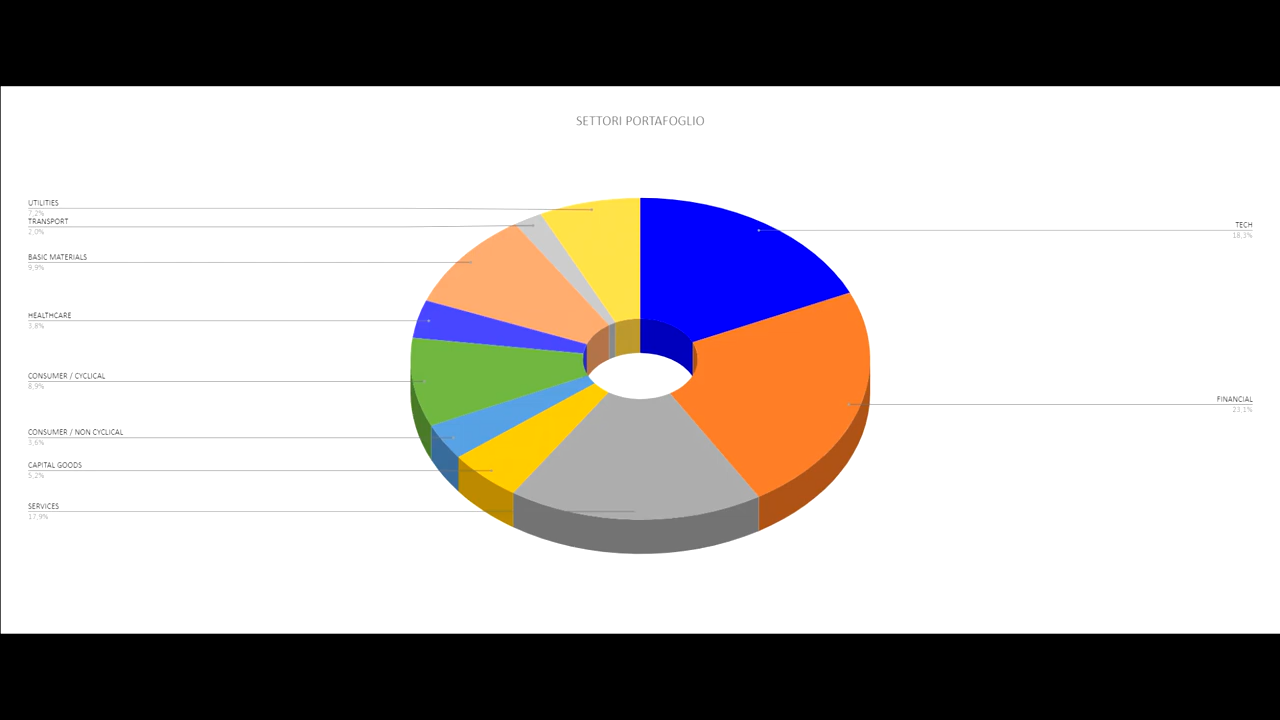 SETTORI PORTAFOGLIO
UTILITIES
7,2%
TRANSPORT
2,0%
BASIC MATERIALS
9,9%
HEALTHCARE
3,8%
CONSUMER / CYCLICAL
8,9%
CONSUMER / NON CYCLICAL
3,6%
CAPITAL GOODS
5,2%
SERVICES
17,9%
TECH
18,3%
FINANCIAL
23,1%